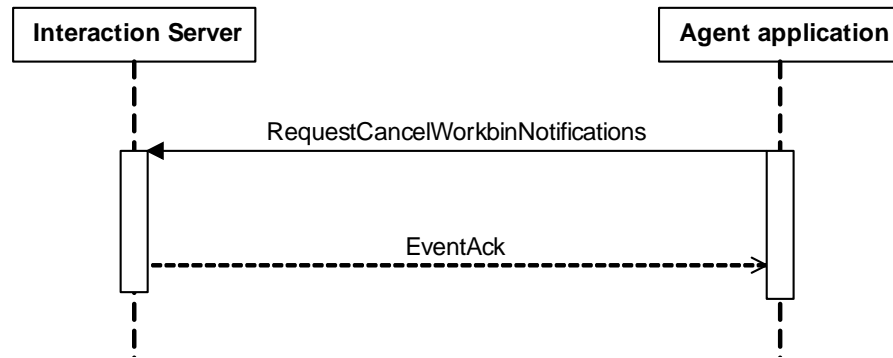 Interaction Server
Agent application
RequestCancelWorkbinNotifications
EventAck